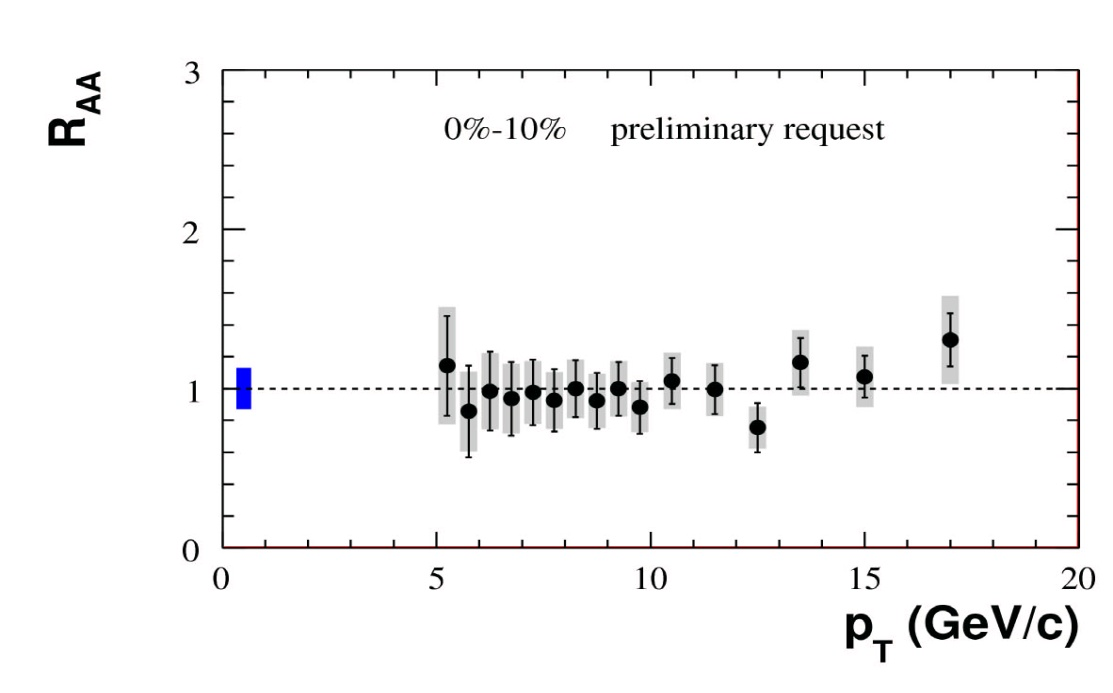 R_AA
3
0%-10% preliminary request
2
1
0
0 5 10 15 20
p_T (GeV/c)